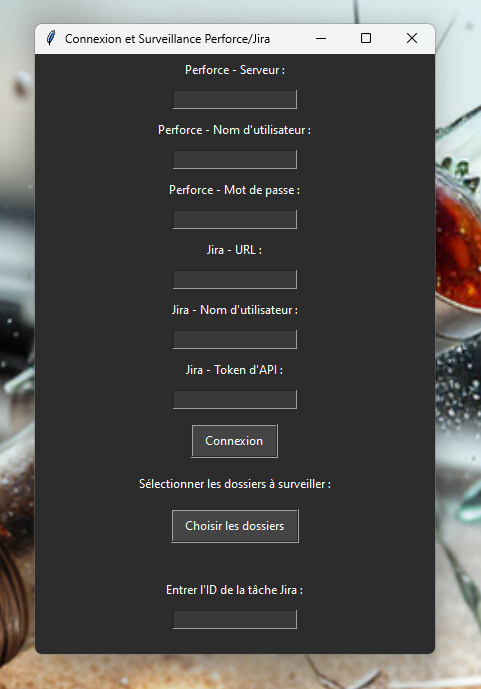 Connexion et Surveillance Perforce/Jira
Perforce - Serveur :
Perforce - Nom d'utilisateur :
Perforce - Mot de passe :
Jira - URL :
Jira - Nom d'utilisateur :
Jira - Token d'API :
Connexion
Sélectionner les dossiers à surveiller :
Choisir les dossiers
Entrer l'ID de la tâche Jira :